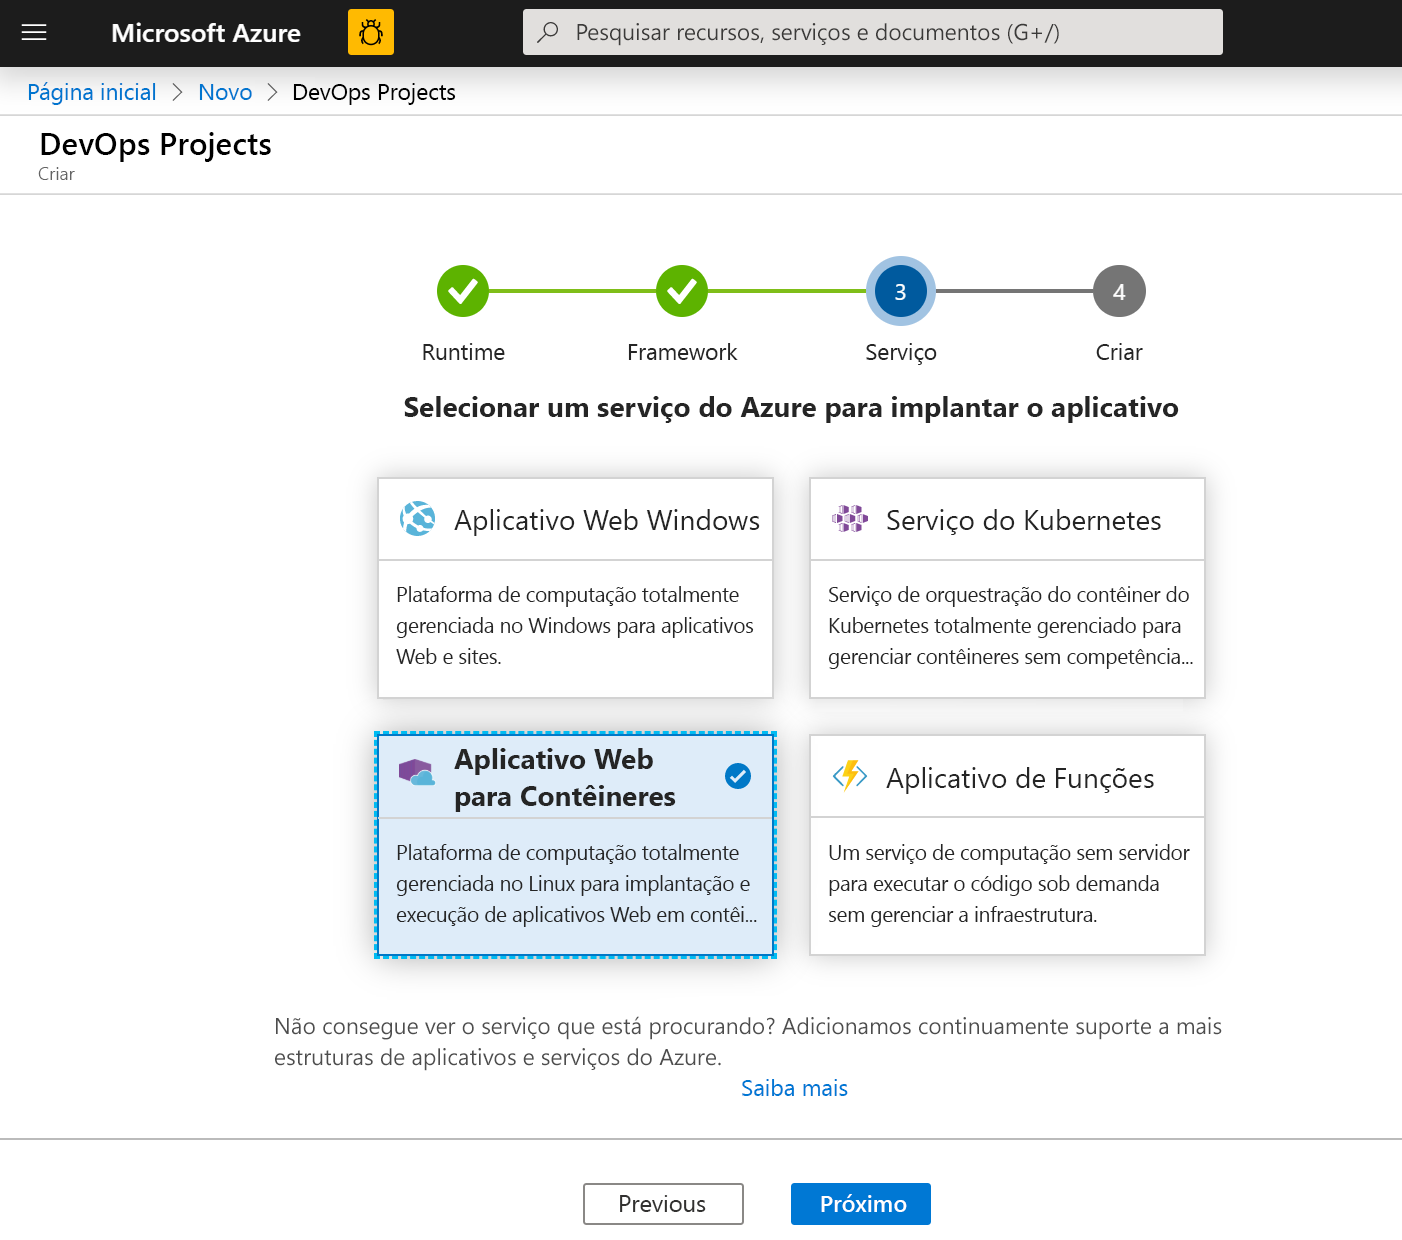 Microsoft Azure
Pesquisar recursos, serviços e documentos (G+/)
Página inicial > Novo > DevOps Projects
DevOps Projects
Criar
3
4
Runtime
Framework
Serviço
Criar
Selecionar um serviço do Azure para implantar o aplicativo
Aplicativo Web Windows
Plataforma de computação totalmente
gerenciada no Windows para aplicativos
Web e sites.
Serviço do Kubernetes
Serviço de orquestração do contêiner do
Kubernetes totalmente gerenciado para
gerenciar contêineres sem competência...
Aplicativo Web
para Contêineres
Plataforma de computação totalmente
gerenciada no Linux para implantação e
execução de aplicativos Web em contêi...
Aplicativo de Funções
Um serviço de computação sem servidor
para executar o código sob demanda
sem gerenciar a infraestrutura.
Não consegue ver o serviço que está procurando? Adicionamos continuamente suporte a mais
estruturas de aplicativos e serviços do Azure.
Saiba mais
Previous
Próximo